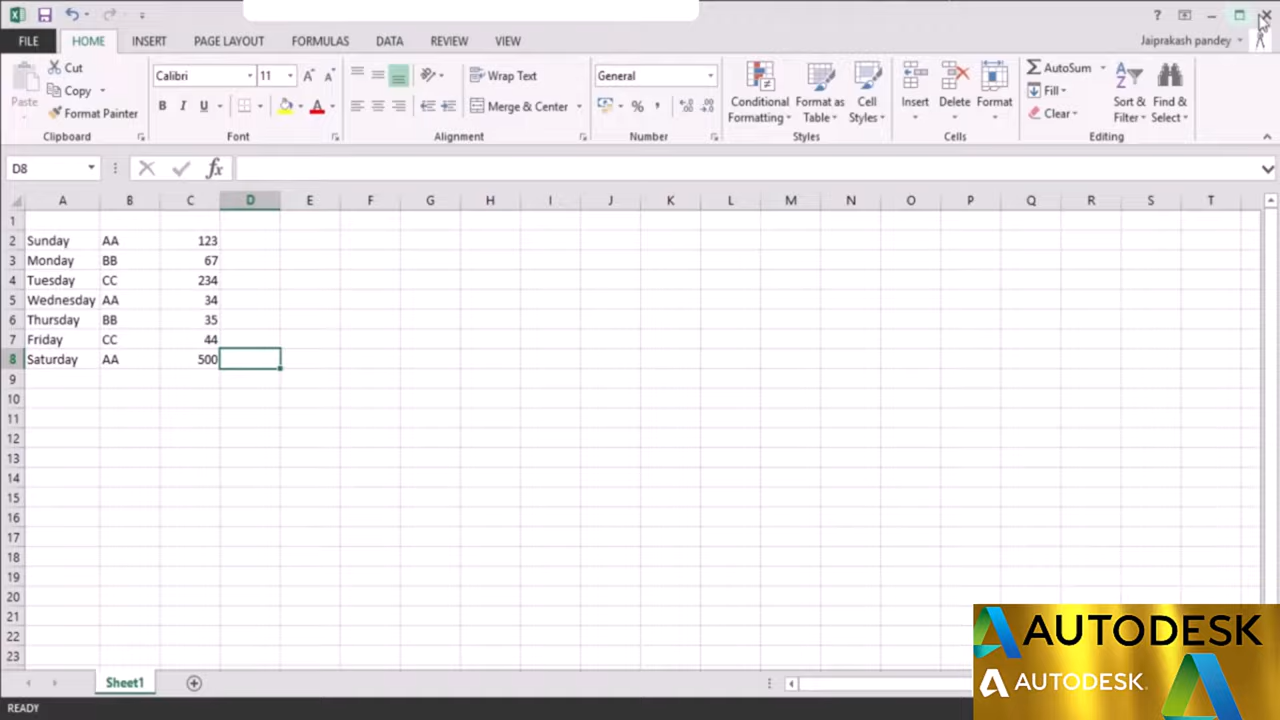 FILE HOME INSERT PAGE LAYOUT FORMULAS DATA REVIEW VIEW Jaiprakash pandey
Paste Cut Copy Format Painter Clipboard
Calibri 11 B I U A Font
Wrap Text Merge & Center Alignment
General % Number
Conditional Formatting Format as Table Cell Styles Styles
Insert Delete Format Cells
AutoSum Fill Clear Sort & Filter Find & Select Editing
D8 fx
A B C D E F G H I J K L M N O P Q R S T
1
2 Sunday AA 123
3 Monday BB 67
4 Tuesday CC 234
5 Wednesday AA 34
6 Thursday BB 35
7 Friday CC 44
8 Saturday AA 500
9
10
11
12
13
14
15
16
17
18
19
20
21
22
23
AUTODESK
AUTODESK.
Sheet1
READY